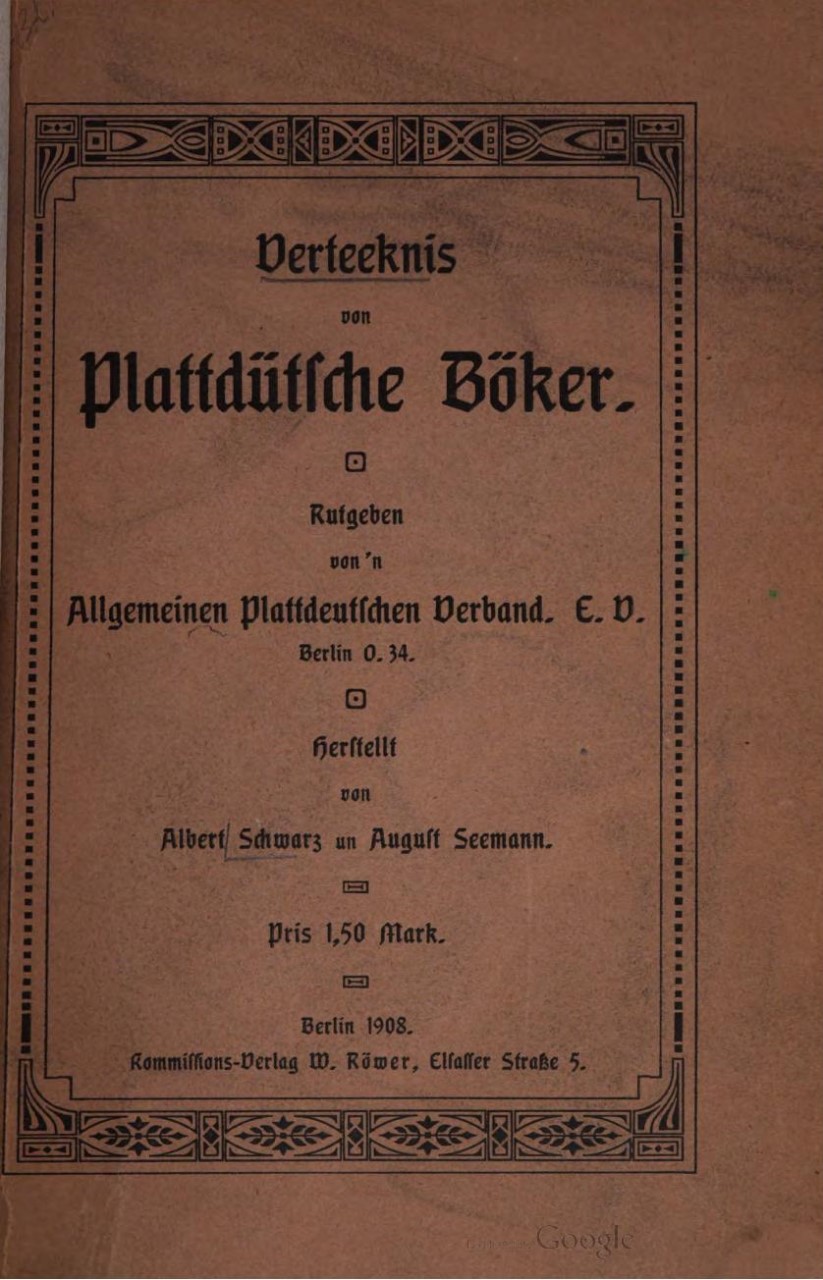 Verteeknis
von
Plattdütſche Böker.
Rutgeben
von 'n
Allgemeinen Plattdeutſchen Verband. E. V.
Berlin O. 34.
Herſtellt
von
Albert Schwarz un Auguſt Seemann.
Pris 1,50 Mark.
Berlin 1908.
Kommiſſions-Verlag W. Röwer, Elſaſſer Straße 5.
Google